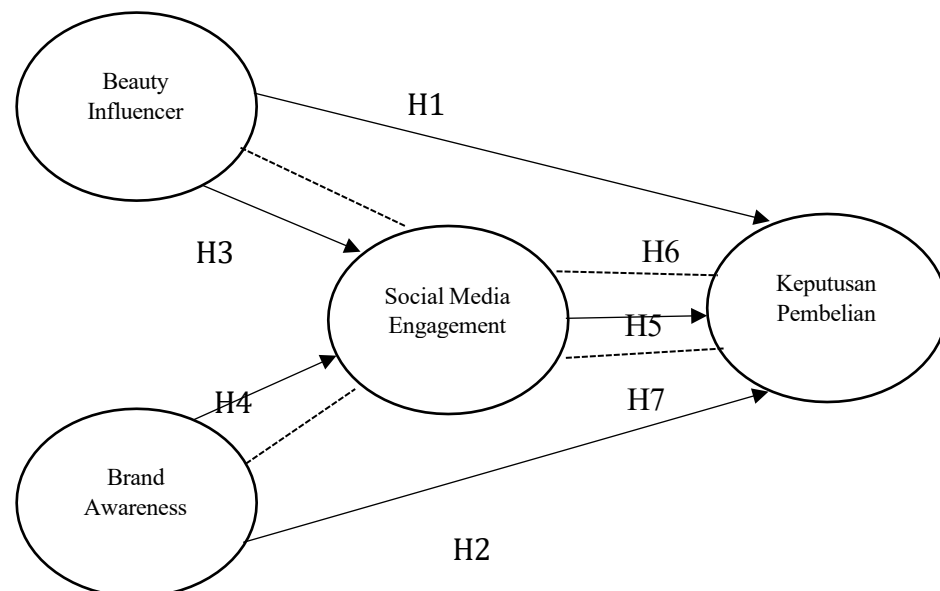 Beauty
Influencer
H1
H3
Social Media
Engagement
H6
H5
Keputusan
Pembelian
H4
H7
Brand
Awareness
H2